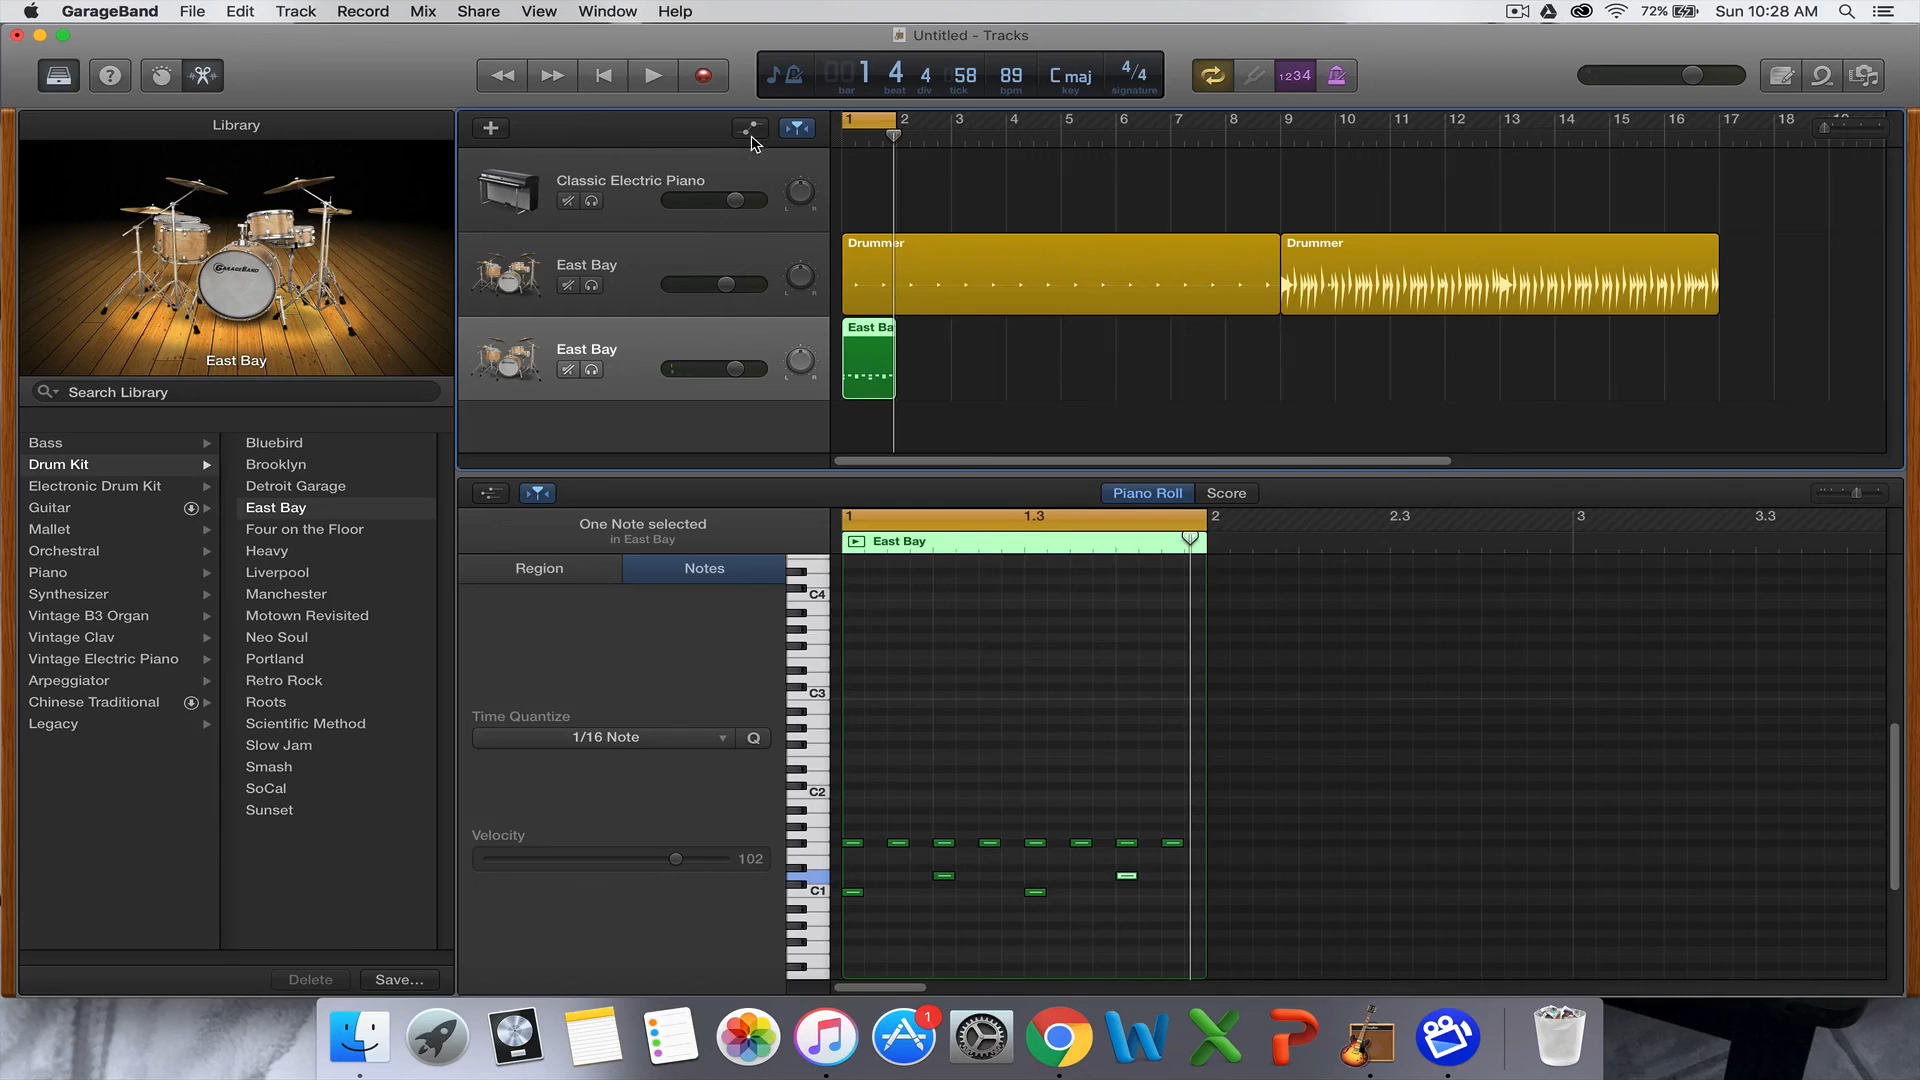 GarageBand File Edit Track Record Mix Share View Window Help
72% Sun 10:28 AM
Untitled - Tracks
1 4 4 58 89 C maj 4/4
bar beat div tick bpm key signature
1234
Library
1 2 3 4 5 6 7 8 9 10 11 12 13 14 15 16 17 18
Classic Electric Piano
L R
East Bay
L R
Drummer
Drummer
East Bay
L R
East Ba
GARAGEBAND
East Bay
Search Library
Bass
Drum Kit
Electronic Drum Kit
Guitar
Mallet
Orchestral
Piano
Synthesizer
Vintage B3 Organ
Vintage Clav
Vintage Electric Piano
Arpeggiator
Chinese Traditional
Legacy
Bluebird
Brooklyn
Detroit Garage
East Bay
Four on the Floor
Heavy
Liverpool
Manchester
Motown Revisited
Neo Soul
Portland
Retro Rock
Roots
Scientific Method
Slow Jam
Smash
SoCal
Sunset
Delete Save...
Piano Roll Score
One Note selected
in East Bay
1 1.3 2 2.3 3 3.3
East Bay
Region Notes
Time Quantize
1/16 Note Q
Velocity
102
C4
C3
C2
C1
1